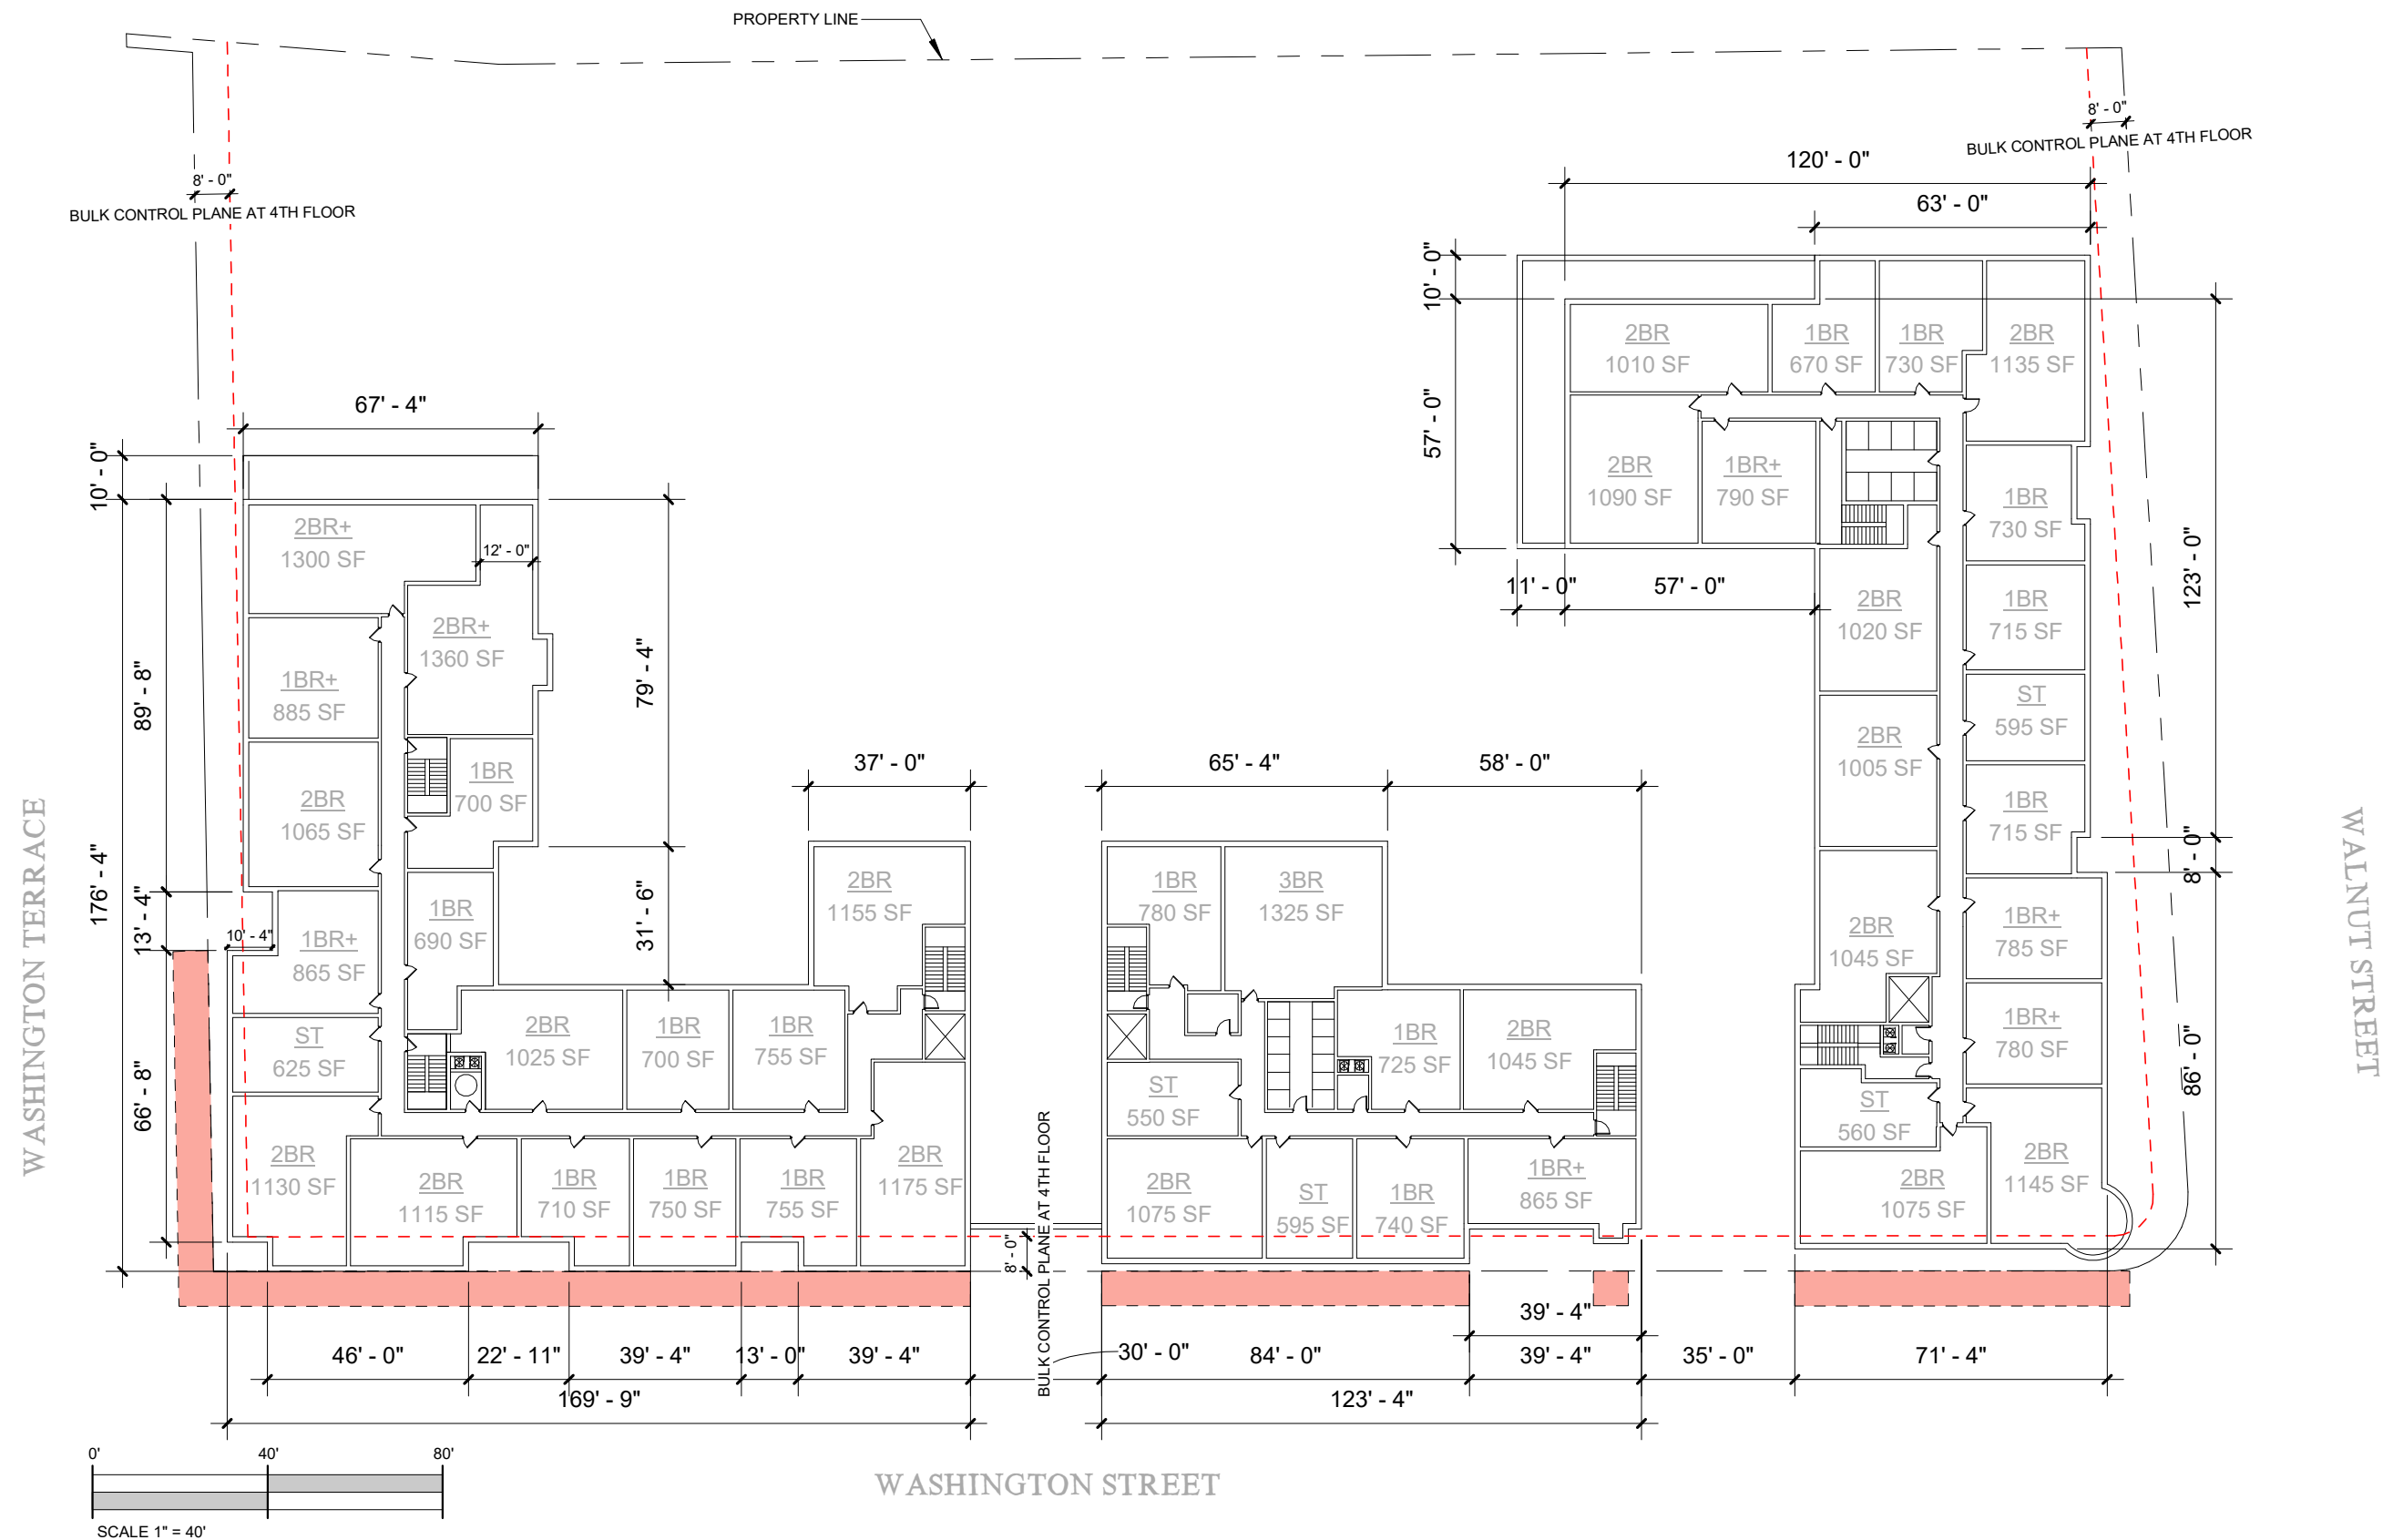 PROPERTY LINE
8' - 0"
BULK CONTROL PLANE AT 4TH FLOOR
8' - 0"
BULK CONTROL PLANE AT 4TH FLOOR
120' - 0"
63' - 0"
10' - 0"
57' - 0"
11' - 0"
57' - 0"
123' - 0"
8' - 0"
86' - 0"
2BR
1010 SF
1BR
670 SF
1BR
730 SF
2BR
1135 SF
2BR
1090 SF
1BR+
790 SF
1BR
730 SF
2BR
1020 SF
1BR
715 SF
ST
595 SF
2BR
1005 SF
1BR
715 SF
2BR
1045 SF
1BR+
785 SF
1BR+
780 SF
ST
560 SF
2BR
1075 SF
2BR
1145 SF
67' - 4"
10' - 0"
89' - 8"
176' - 4"
13' - 4"
10' - 4"
66' - 8"
12' - 0"
79' - 4"
31' - 6"
37' - 0"
2BR+
1300 SF
2BR+
1360 SF
1BR+
885 SF
1BR
700 SF
2BR
1065 SF
1BR
690 SF
1BR+
865 SF
2BR
1155 SF
ST
625 SF
2BR
1025 SF
1BR
700 SF
1BR
755 SF
2BR
1130 SF
2BR
1115 SF
1BR
710 SF
1BR
750 SF
1BR
755 SF
2BR
1175 SF
65' - 4"
58' - 0"
1BR
780 SF
3BR
1325 SF
1BR
725 SF
2BR
1045 SF
ST
550 SF
2BR
1075 SF
ST
595 SF
1BR
740 SF
1BR+
865 SF
8' - 0"
BULK CONTROL PLANE AT 4TH FLOOR
39' - 4"
46' - 0"
22' - 11"
39' - 4"
13' - 0"
39' - 4"
30' - 0"
84' - 0"
39' - 4"
35' - 0"
71' - 4"
169' - 9"
123' - 4"
WASHINGTON TERRACE
WALNUT STREET
WASHINGTON STREET
0'
40'
80'
SCALE 1" = 40'